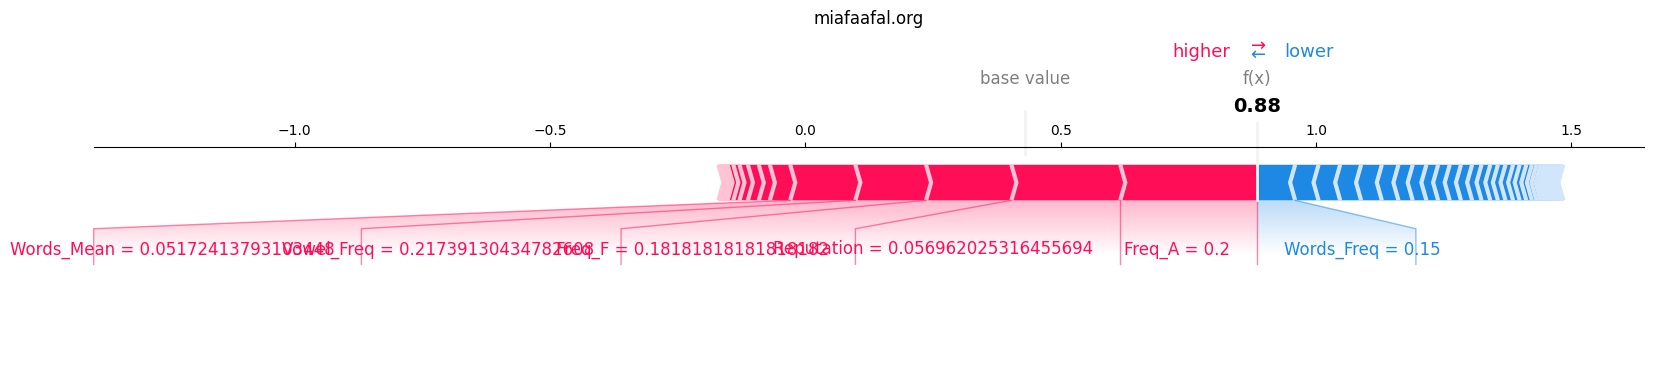 miafaafal.org
higher ⇄ lower
base value f(x)
0.88
−1.0 −0.5 0.0 0.5 1.0 1.5
Words_Mean = 0.05172413793103448 Vowel_Freq = 0.21739130434782608 Freq_F = 0.18181818181818182 Reputation = 0.056962025316455694 Freq_A = 0.2 Words_Freq = 0.15